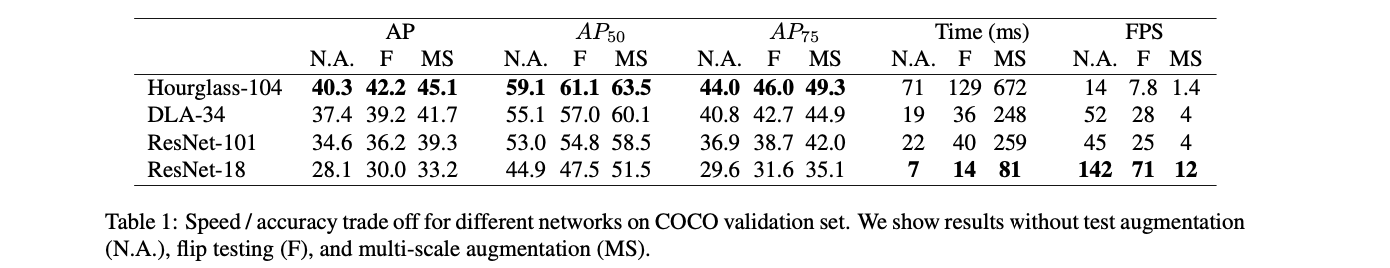 AP AP50 AP75 Time (ms) FPS
N.A. F MS N.A. F MS N.A. F MS N.A. F MS N.A. F MS
Hourglass-104 40.3 42.2 45.1 59.1 61.1 63.5 44.0 46.0 49.3 71 129 672 14 7.8 1.4
DLA-34 37.4 39.2 41.7 55.1 57.0 60.1 40.8 42.7 44.9 19 36 248 52 28 4
ResNet-101 34.6 36.2 39.3 53.0 54.8 58.5 36.9 38.7 42.0 22 40 259 45 25 4
ResNet-18 28.1 30.0 33.2 44.9 47.5 51.5 29.6 31.6 35.1 7 14 81 142 71 12
Table 1: Speed / accuracy trade off for different networks on COCO validation set. We show results without test augmentation
(N.A.), flip testing (F), and multi-scale augmentation (MS).